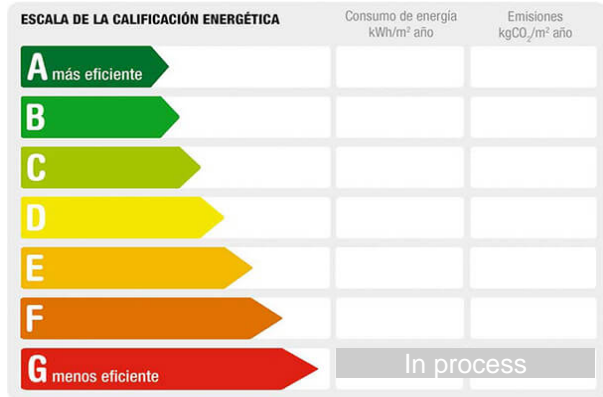 ESCALA DE LA CALIFICACIÓN ENERGÉTICA
Consumo de energía
kWh/m² año
Emisiones
kgCO₂/m² año
A más eficiente
B
C
D
E
F
G menos eficiente
In process